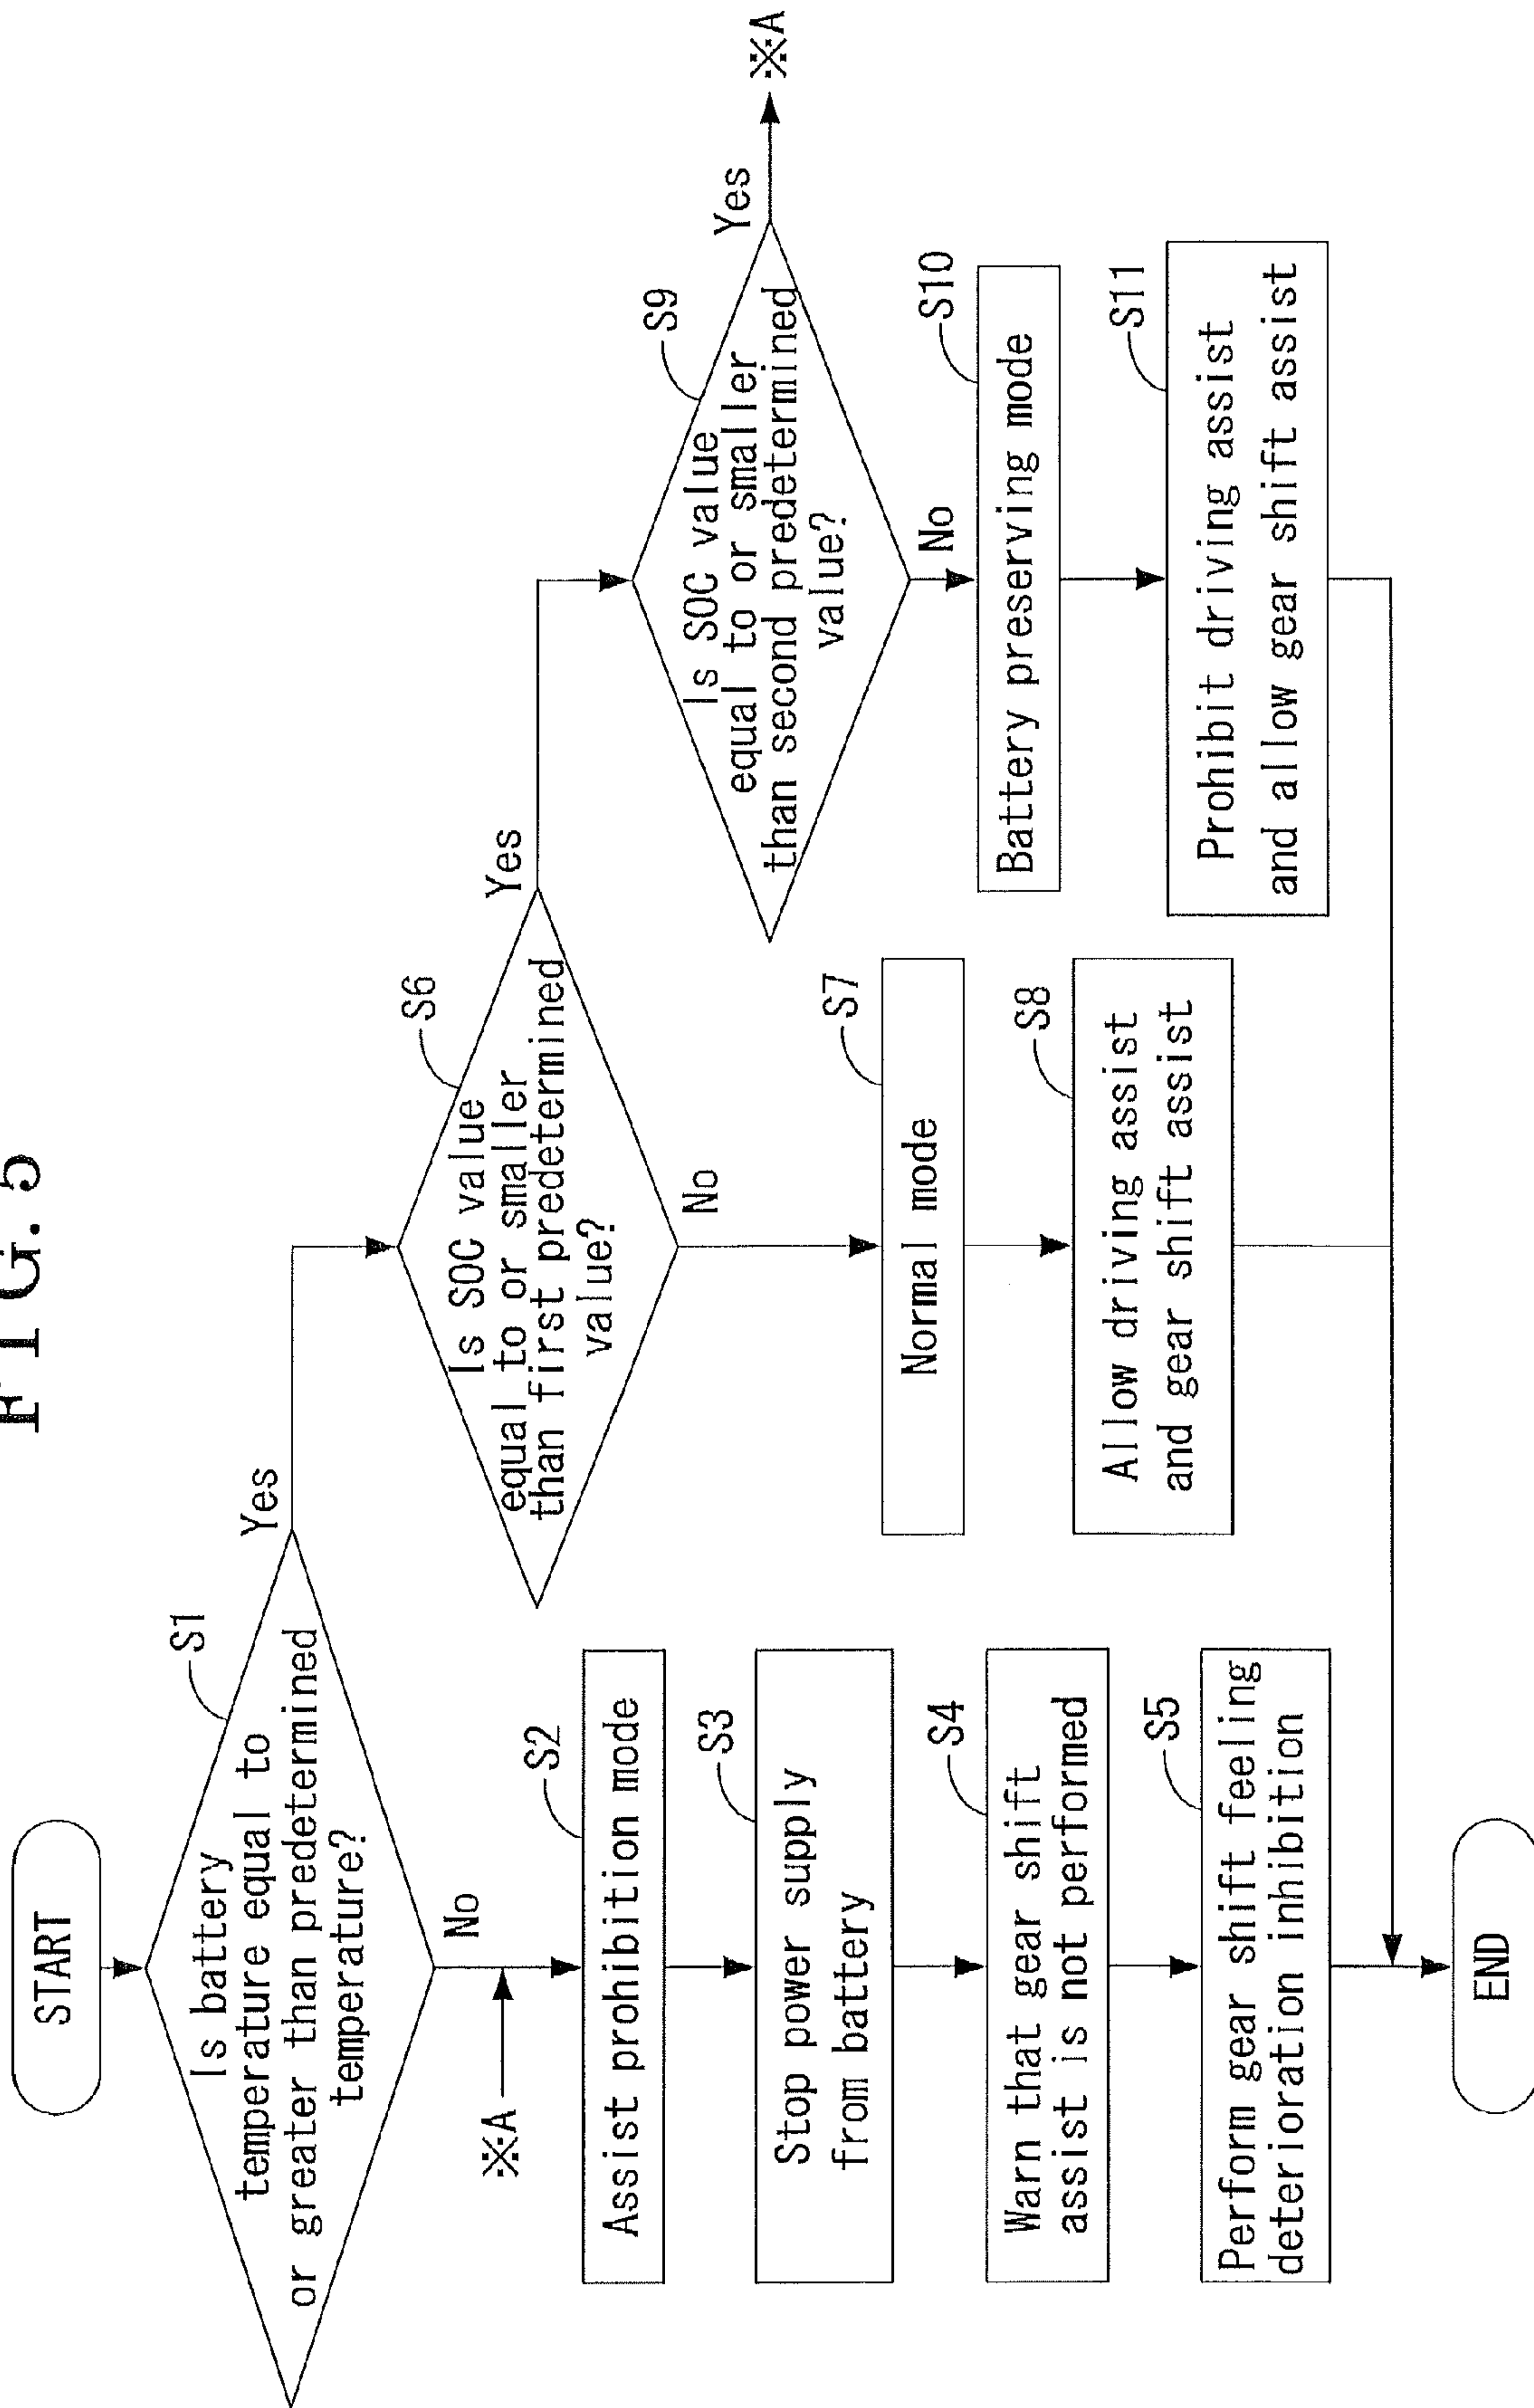 FIG. 5
START
S1
Is battery
temperature equal to
or greater than predetermined
temperature?
Yes
No
※A
S2
Assist prohibition mode
S3
Stop power supply
from battery
S4
Warn that gear shift
assist is not performed
S5
Perform gear shift feeling
deterioration inhibition
END
S6
Is SOC value
equal to or smaller
than first predetermined
value?
Yes
No
S7
Normal mode
S8
Allow driving assist
and gear shift assist
S9
Is SOC value
equal to or smaller
than second predetermined
value?
Yes
※A
No
S10
Battery preserving mode
S11
Prohibit driving assist
and allow gear shift assist